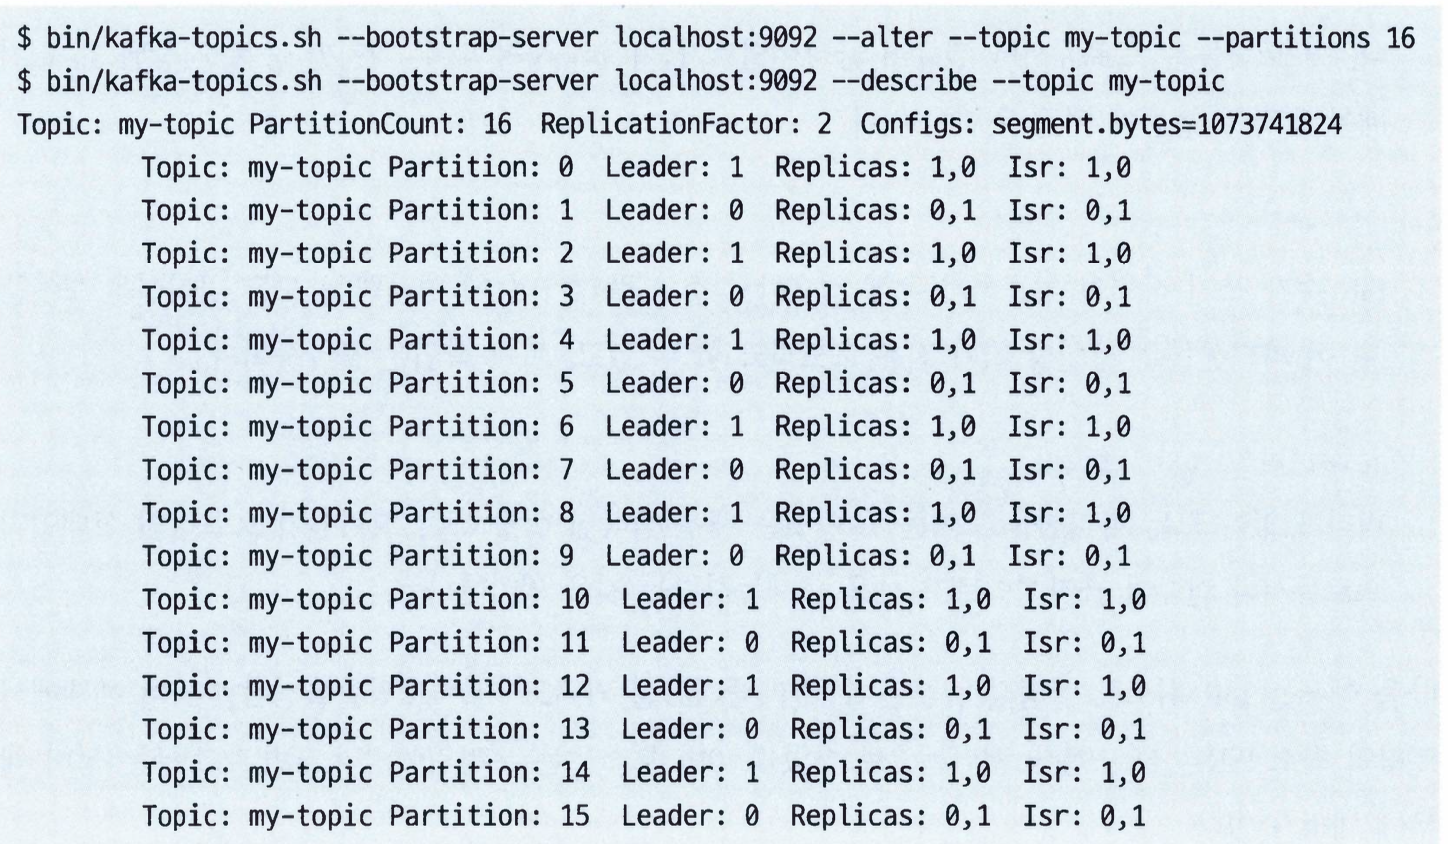 $ bin/kafka-topics.sh --bootstrap-server localhost:9092 --alter --topic my-topic --partitions 16
$ bin/kafka-topics.sh --bootstrap-server localhost:9092 --describe --topic my-topic
Topic: my-topic PartitionCount: 16 ReplicationFactor: 2 Configs: segment.bytes=1073741824
Topic: my-topic Partition: 0 Leader: 1 Replicas: 1,0 Isr: 1,0
Topic: my-topic Partition: 1 Leader: 0 Replicas: 0,1 Isr: 0,1
Topic: my-topic Partition: 2 Leader: 1 Replicas: 1,0 Isr: 1,0
Topic: my-topic Partition: 3 Leader: 0 Replicas: 0,1 Isr: 0,1
Topic: my-topic Partition: 4 Leader: 1 Replicas: 1,0 Isr: 1,0
Topic: my-topic Partition: 5 Leader: 0 Replicas: 0,1 Isr: 0,1
Topic: my-topic Partition: 6 Leader: 1 Replicas: 1,0 Isr: 1,0
Topic: my-topic Partition: 7 Leader: 0 Replicas: 0,1 Isr: 0,1
Topic: my-topic Partition: 8 Leader: 1 Replicas: 1,0 Isr: 1,0
Topic: my-topic Partition: 9 Leader: 0 Replicas: 0,1 Isr: 0,1
Topic: my-topic Partition: 10 Leader: 1 Replicas: 1,0 Isr: 1,0
Topic: my-topic Partition: 11 Leader: 0 Replicas: 0,1 Isr: 0,1
Topic: my-topic Partition: 12 Leader: 1 Replicas: 1,0 Isr: 1,0
Topic: my-topic Partition: 13 Leader: 0 Replicas: 0,1 Isr: 0,1
Topic: my-topic Partition: 14 Leader: 1 Replicas: 1,0 Isr: 1,0
Topic: my-topic Partition: 15 Leader: 0 Replicas: 0,1 Isr: 0,1